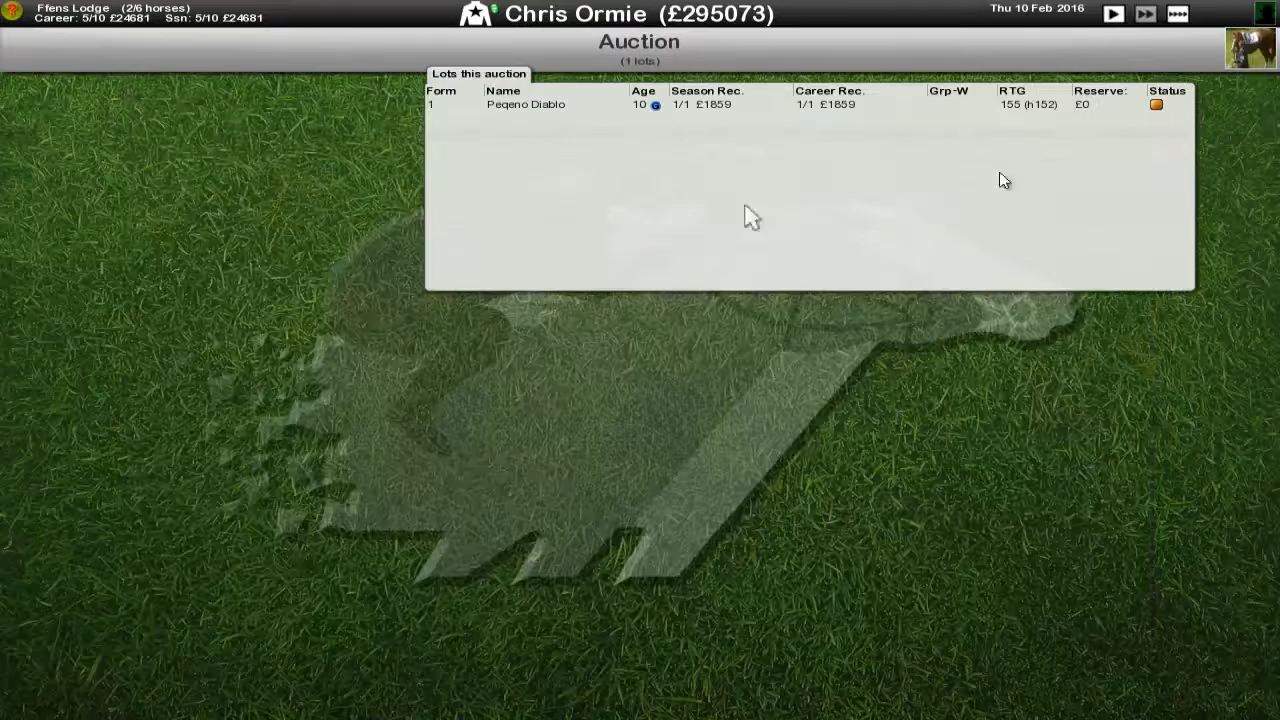 Ffens Lodge (2/6 horses)
Career: 5/10 £24681 Ssn: 5/10 £24681
Chris Ormie (£295073)
Thu 10 Feb 2016
Auction
(1 lots)
Lots this auction
Form Name Age Season Rec. Career Rec. Grp-W RTG Reserve: Status
1 Peqeno Diablo 10 G 1/1 £1859 1/1 £1859 155 (h152) £0